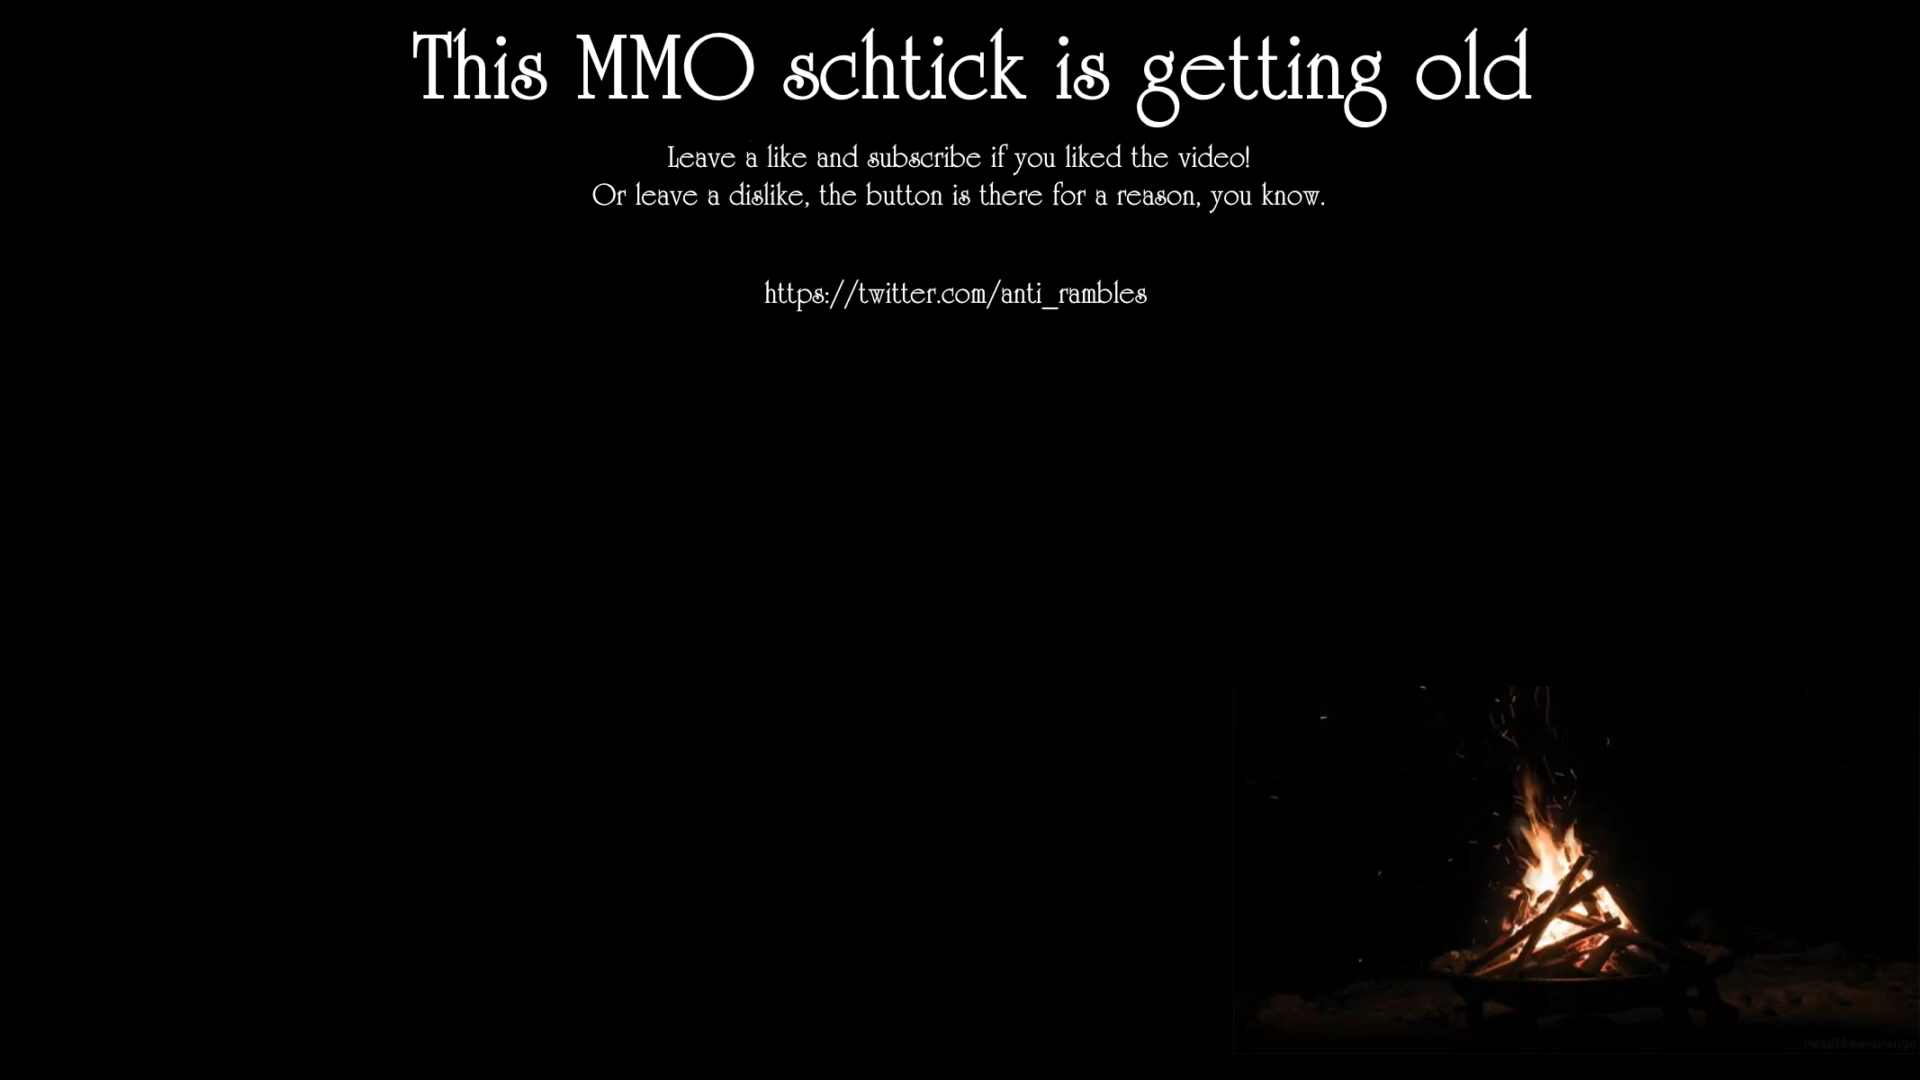 This MMO schtick is getting old
Leave a like and subscribe if you liked the video!
Or leave a dislike, the button is there for a reason, you know.
https://twitter.com/anti_rambles